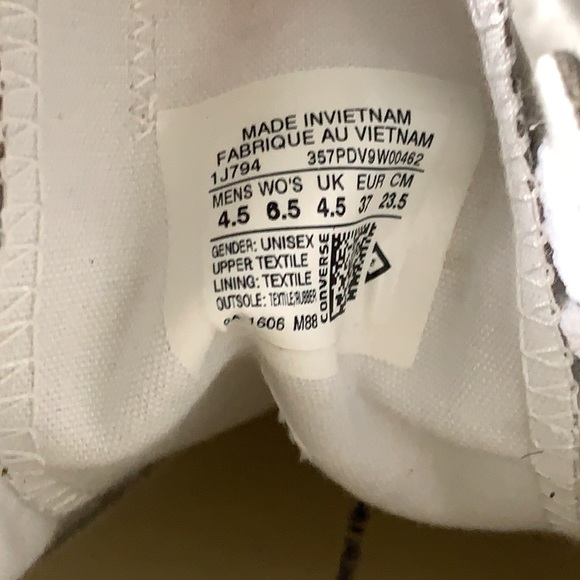 MADE INVIETNAM
FABRIQUE AU VIETNAM
1J794 357PDV9W00462
MENS WO'S UK EUR CM
4.5 6.5 4.5 37 23.5
GENDER: UNISEX
UPPER TEXTILE
LINING: TEXTILE
OUTSOLE: TEXTILE/RUBBER
1606 M88
CONVERSE